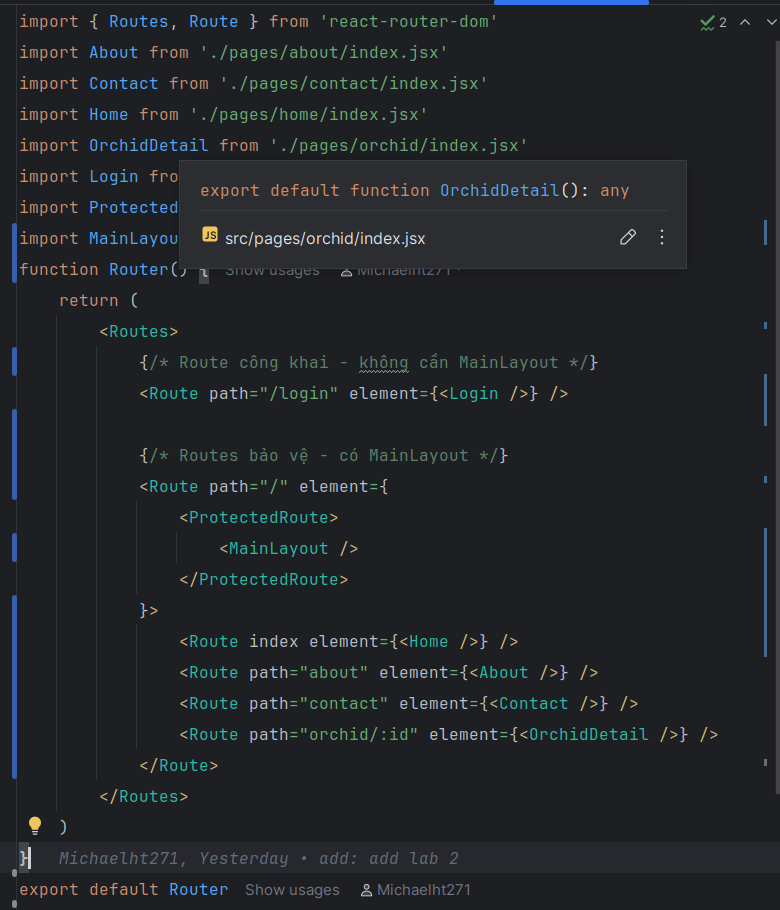 import { Routes, Route } from 'react-router-dom'
2
import About from './pages/about/index.jsx'
import Contact from './pages/contact/index.jsx'
import Home from './pages/home/index.jsx'
import OrchidDetail from './pages/orchid/index.jsx'
import Login fro
export default function OrchidDetail(): any
import Protected
JS src/pages/orchid/index.jsx
import MainLayou
function Router() { Show usages Michaelht271 *
return (
<Routes>
{/* Route công khai - không cần MainLayout */}
<Route path="/login" element={<Login />} />
{/* Routes bảo vệ - có MainLayout */}
<Route path="/" element={
<ProtectedRoute>
<MainLayout />
</ProtectedRoute>
}>
<Route index element={<Home />} />
<Route path="about" element={<About />} />
<Route path="contact" element={<Contact />} />
<Route path="orchid/:id" element={<OrchidDetail />} />
</Route>
</Routes>
)
} Michaelht271, Yesterday • add: add lab 2
export default Router Show usages Michaelht271